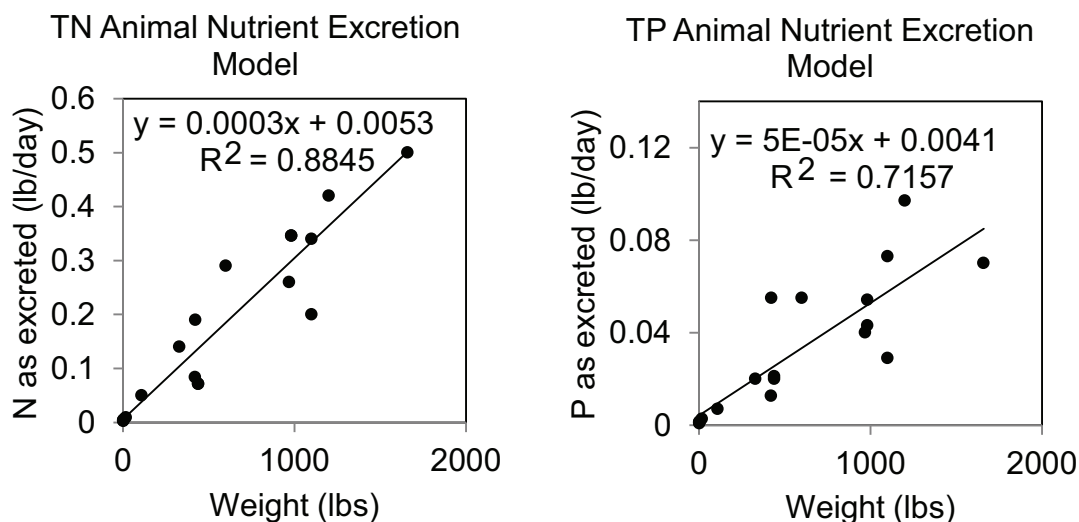 TN Animal Nutrient Excretion
Model
N as excreted (lb/day)
0.6
0.5
0.4
0.3
0.2
0.1
0
y = 0.0003x + 0.0053
R² = 0.8845
0
1000
2000
Weight (lbs)
TP Animal Nutrient Excretion
Model
P as excreted (lb/day)
0.12
0.08
0.04
0
y = 5E-05x + 0.0041
R² = 0.7157
0
1000
2000
Weight (lbs)